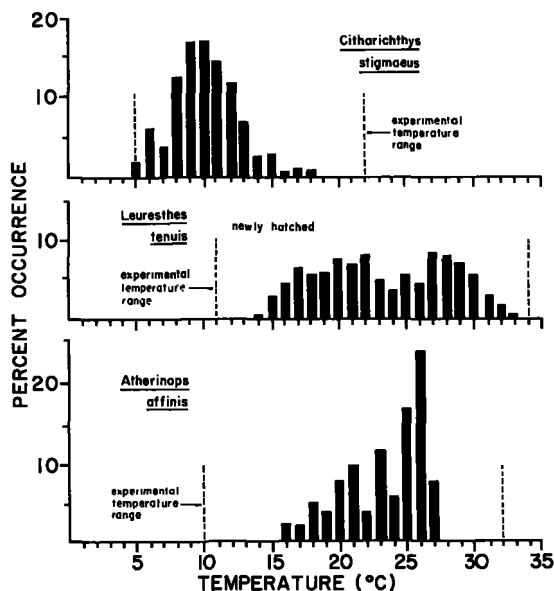 20
10
Citharichthys
stigmaeus
experimental
temperature
range
PERCENT OCCURRENCE
10
Leuresthes
tenuis
newly hatched
experimental
temperature
range
20
10
Atherinops
affinis
experimental
temperature
range
5
10
15
20
25
30
35
TEMPERATURE (°C)